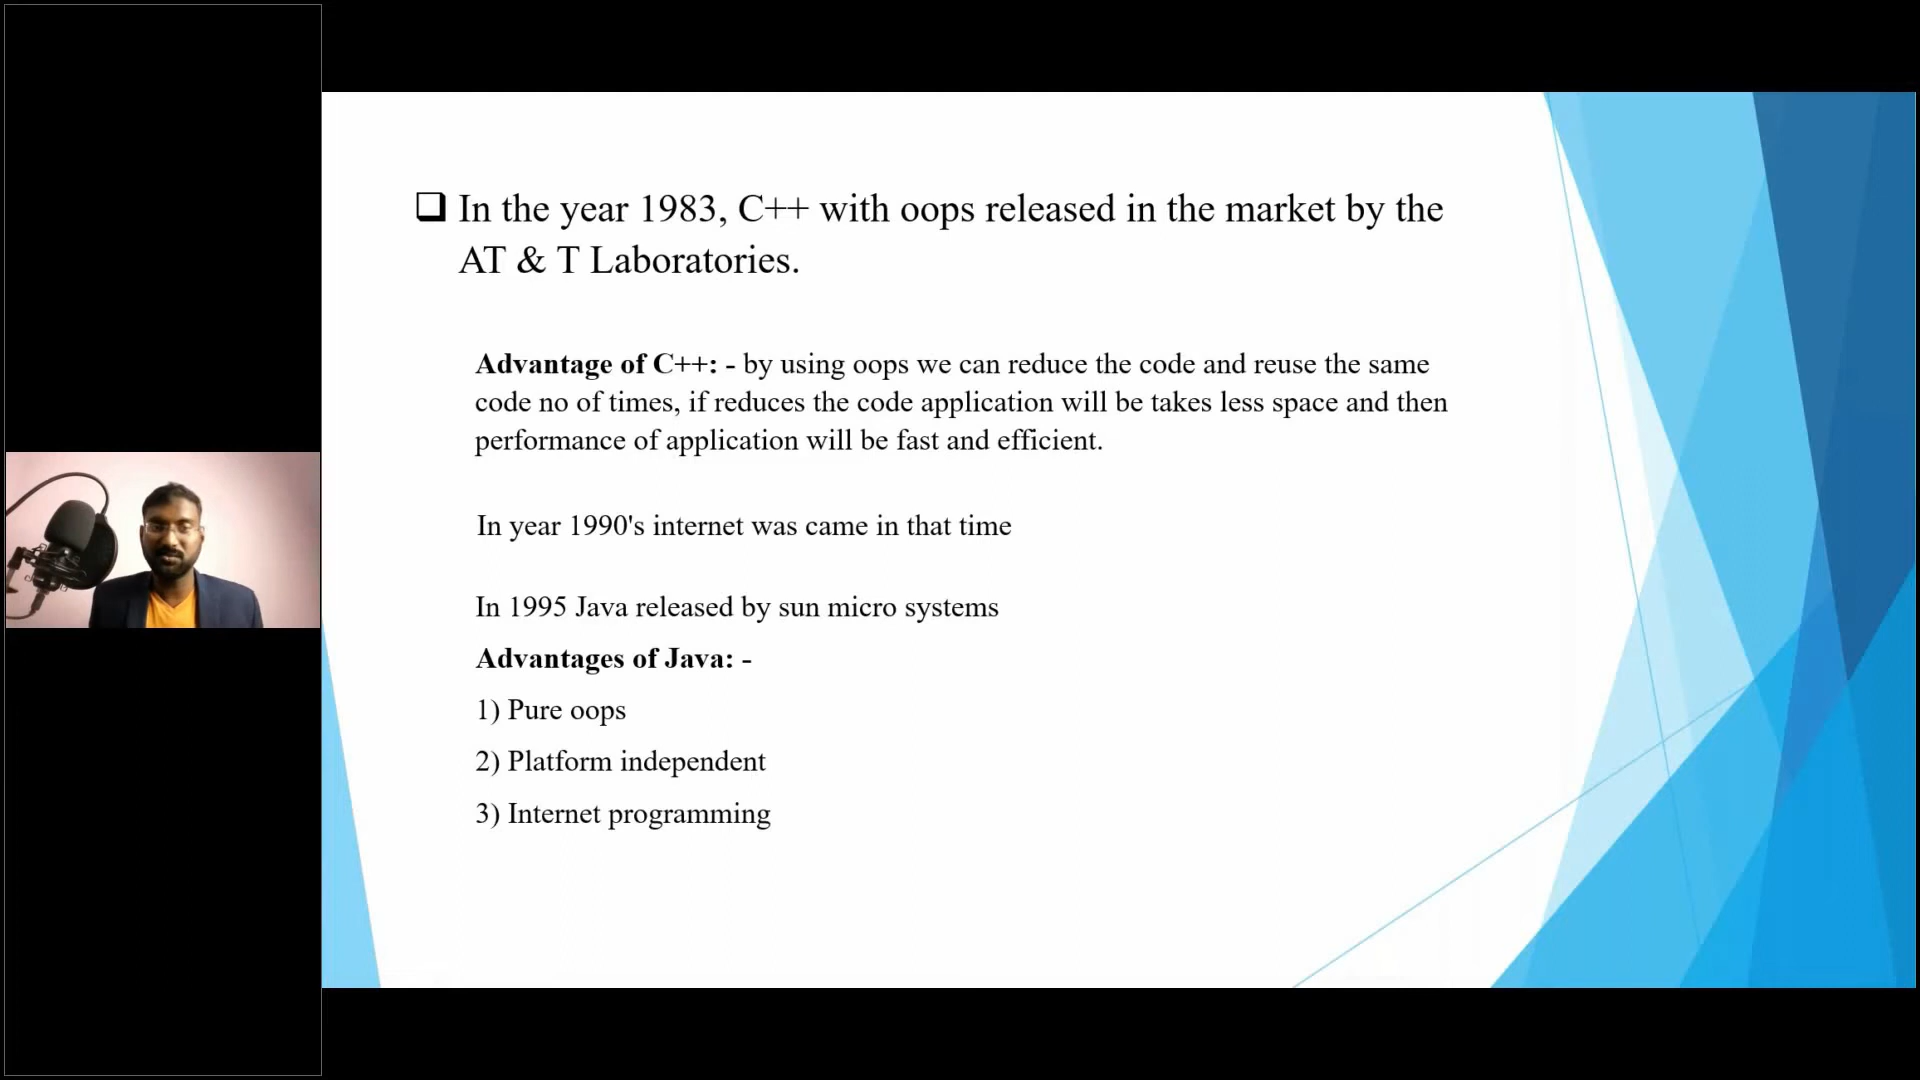 In the year 1983, C++ with oops released in the market by the
AT & T Laboratories.
Advantage of C++: - by using oops we can reduce the code and reuse the same
code no of times, if reduces the code application will be takes less space and then
performance of application will be fast and efficient.
In year 1990's internet was came in that time
In 1995 Java released by sun micro systems
Advantages of Java: -
1) Pure oops
2) Platform independent
3) Internet programming